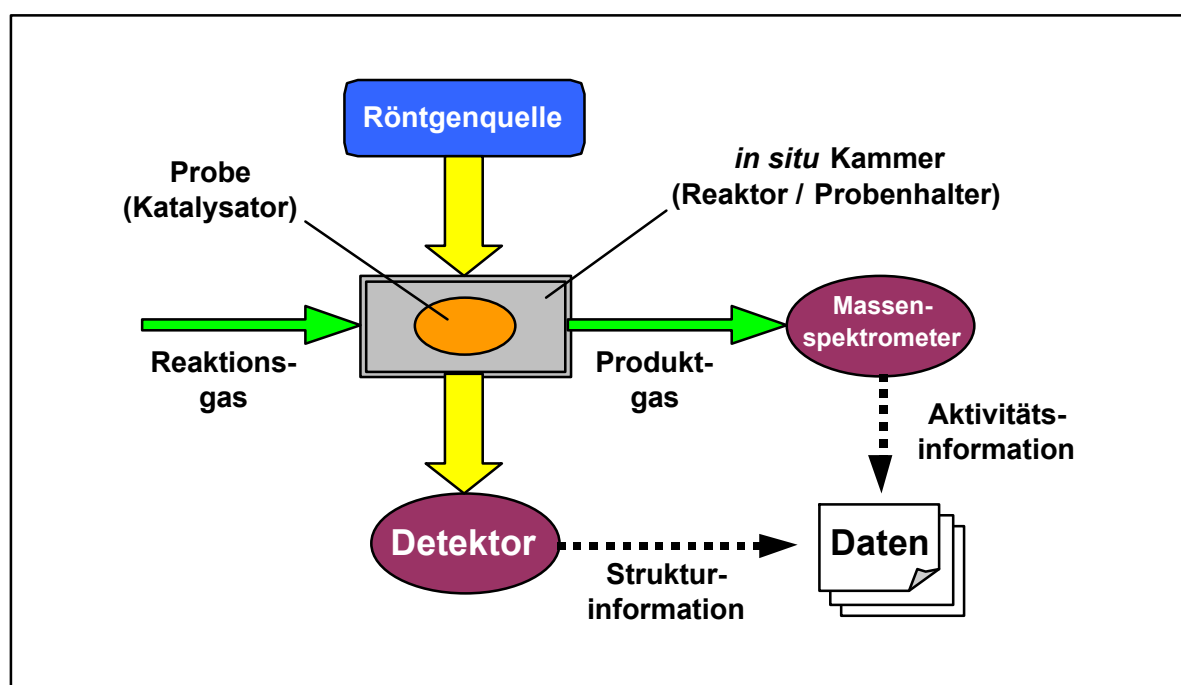 Röntgenquelle
Probe
(Katalysator)
in situ Kammer
(Reaktor / Probenhalter)
Massen-
spektrometer
Reaktions-
gas
Produkt-
gas
Aktivitäts-
information
Detektor
Struktur-
information
Daten